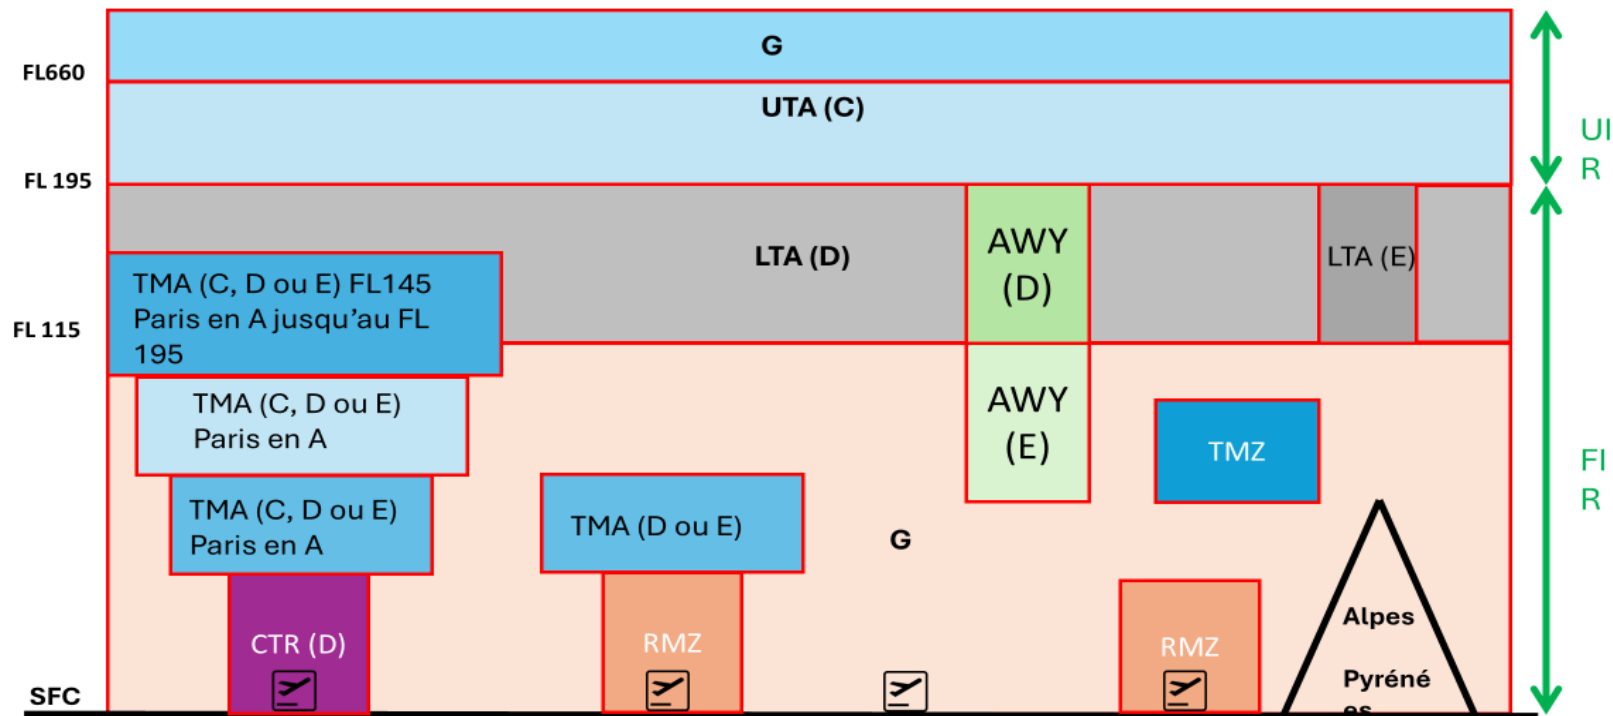 G
FL660
UTA (C)
UI
R
FL 195
AWY
(D)
LTA (D)
LTA (E)
TMA (C, D ou E) FL145
Paris en A jusqu’au FL
195
FL 115
TMA (C, D ou E)
Paris en A
AWY
(E)
TMZ
FI
R
TMA (C, D ou E)
Paris en A
TMA (D ou E)
G
CTR (D)
RMZ
RMZ
Alpes
Pyréné
es
SFC